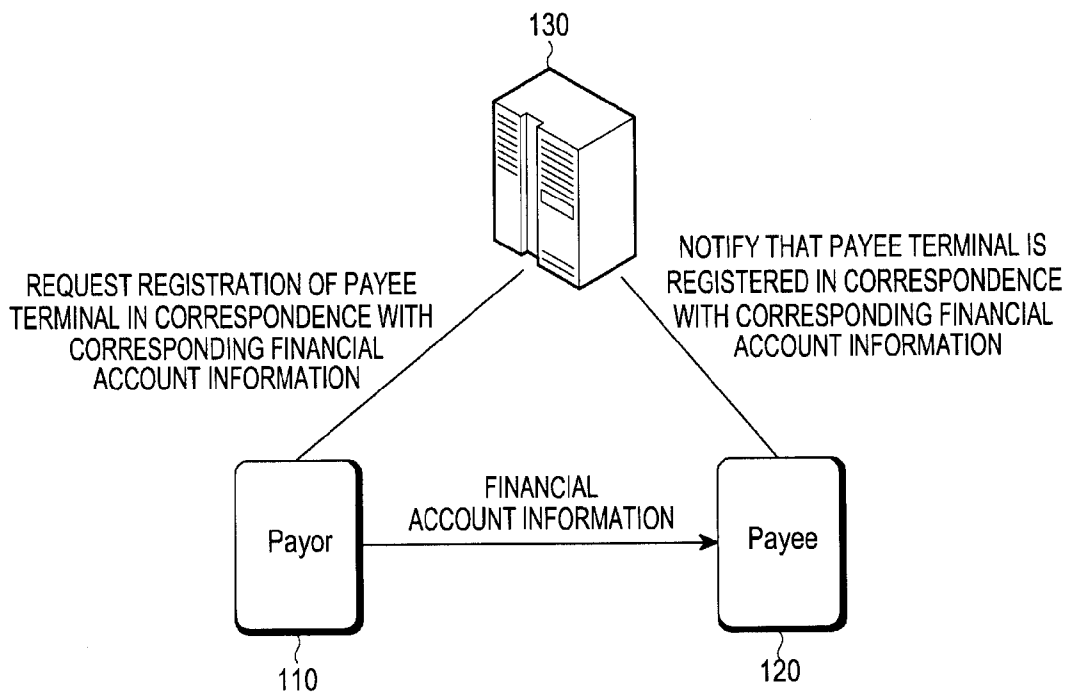 130
REQUEST REGISTRATION OF PAYEE
TERMINAL IN CORRESPONDENCE WITH
CORRESPONDING FINANCIAL
ACCOUNT INFORMATION
NOTIFY THAT PAYEE TERMINAL IS
REGISTERED IN CORRESPONDENCE
WITH CORRESPONDING FINANCIAL
ACCOUNT INFORMATION
FINANCIAL
ACCOUNT INFORMATION
Payor
Payee
110
120